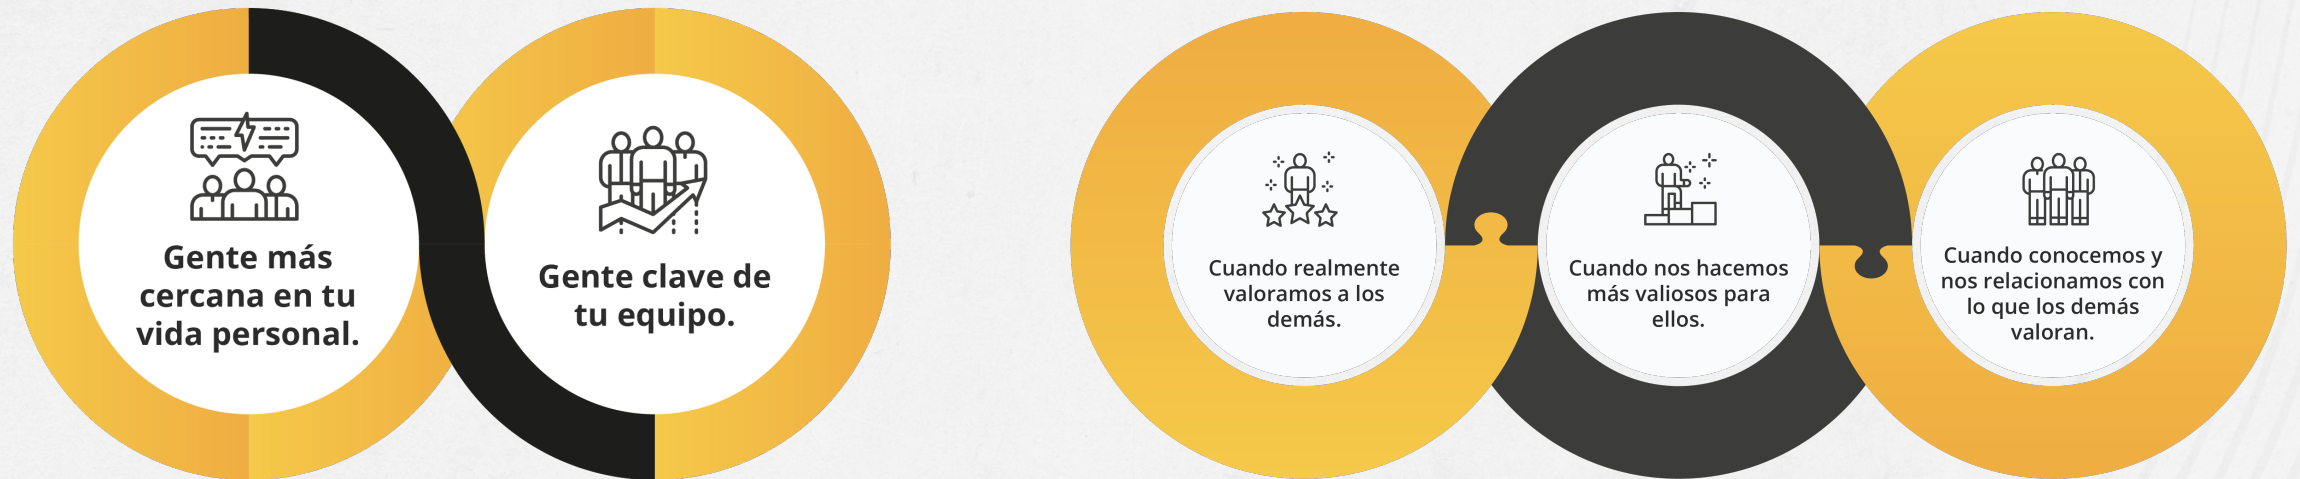 Gente más
cercana en tu
vida personal.
Gente clave de
tu equipo.
Cuando realmente
valoramos a los
demás.
Cuando nos hacemos
más valiosos para
ellos.
Cuando conocemos y
nos relacionamos con
lo que los demás
valoran.